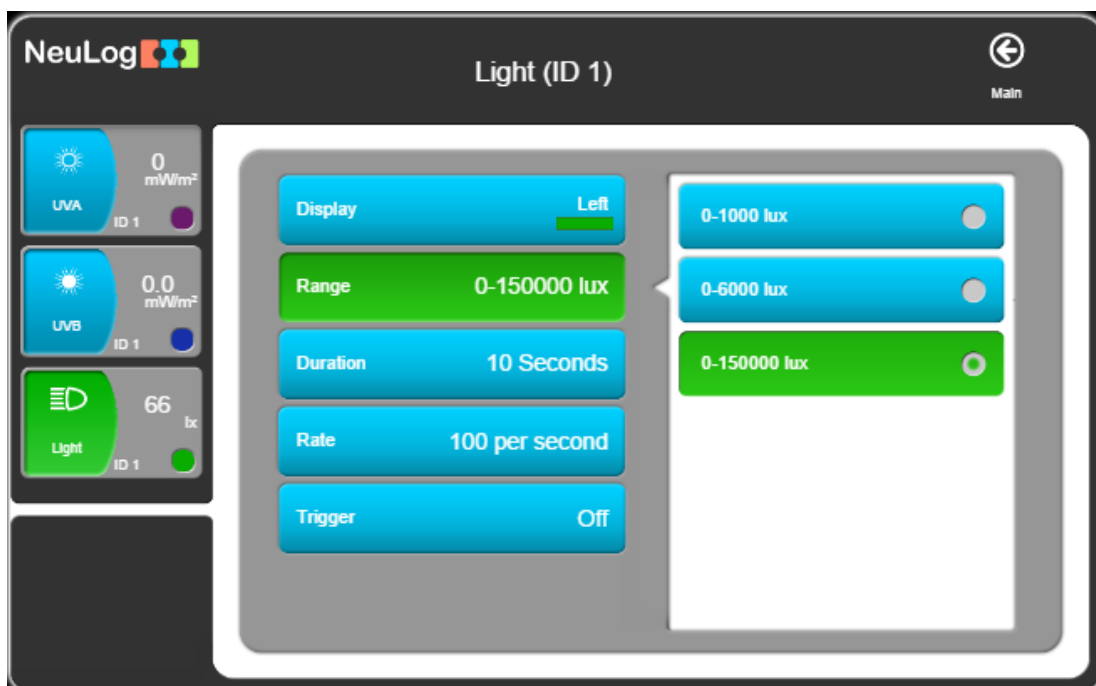 NeuLog
Light (ID 1)
Main
0
mW/m²
UVA
ID 1
0.0
mW/m²
UVB
ID 1
66
lx
Light
ID 1
Display Left
Range 0-150000 lux
Duration 10 Seconds
Rate 100 per second
Trigger Off
0-1000 lux
0-6000 lux
0-150000 lux